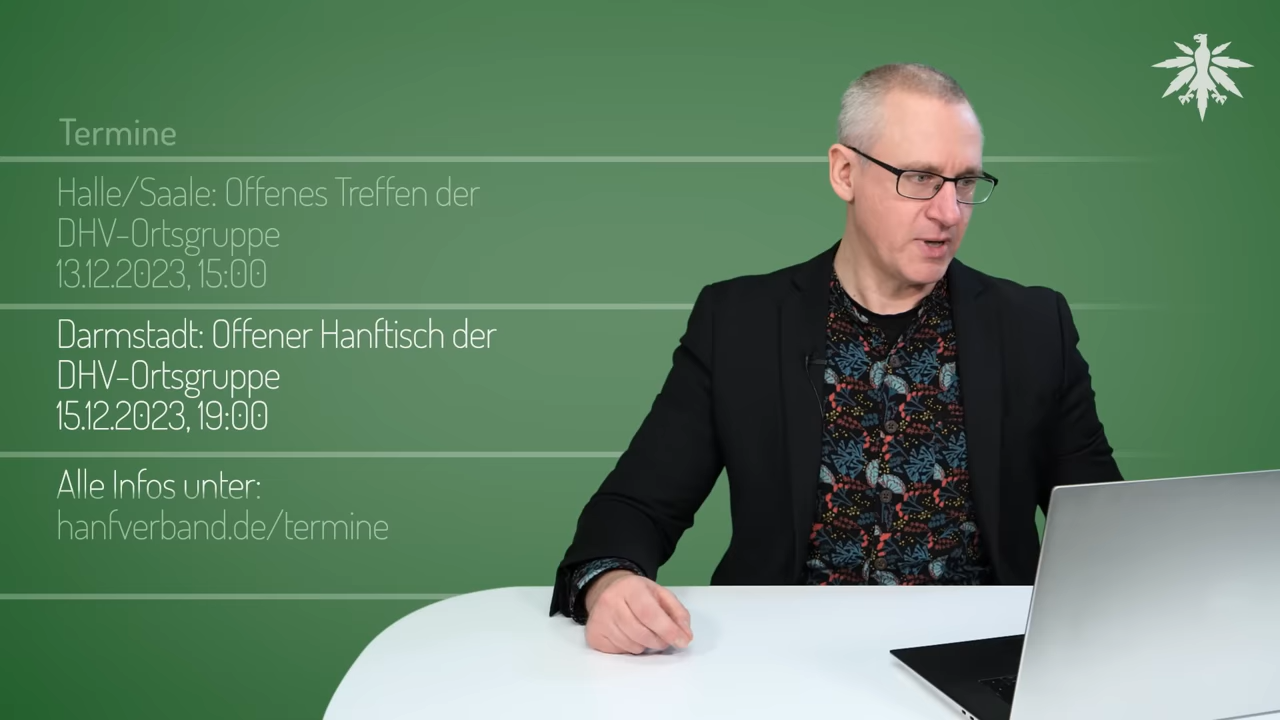 Termine
Halle/Saale: Offenes Treffen der
DHV-Ortsgruppe
13.12.2023, 15:00
Darmstadt: Offener Hanftisch der
DHV-Ortsgruppe
15.12.2023, 19:00
Alle Infos unter:
hanfverband.de/termine